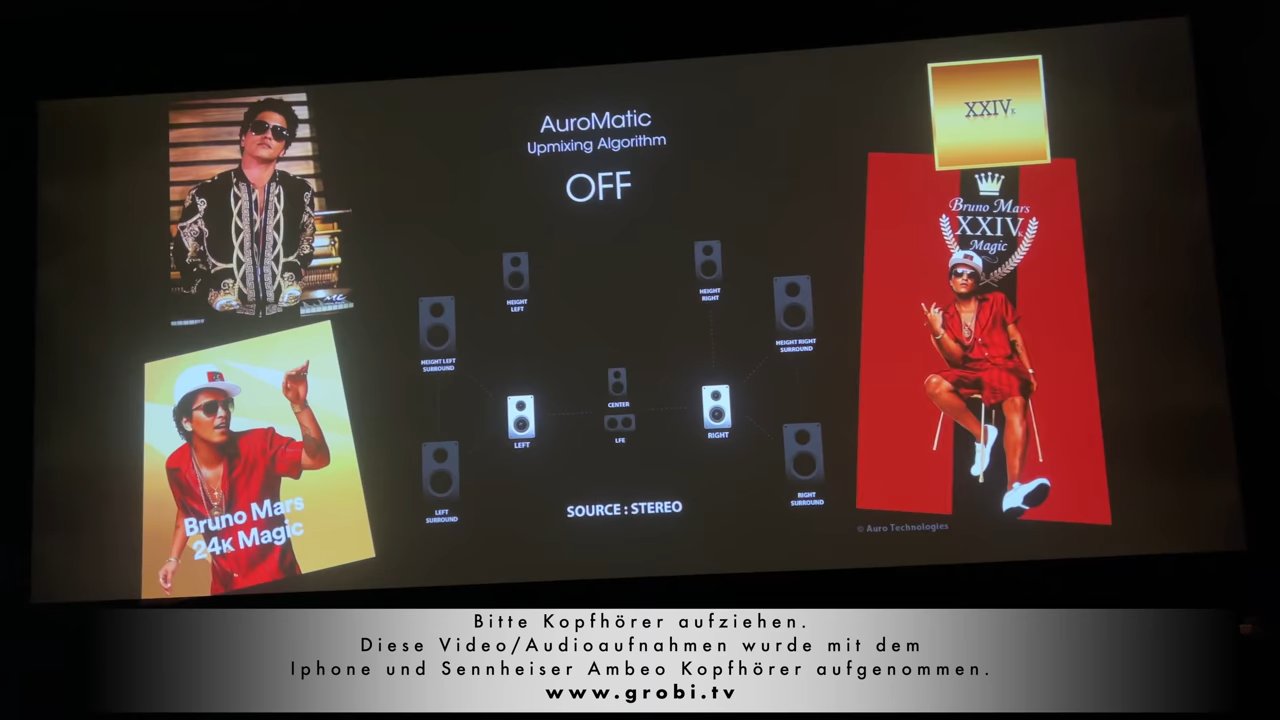 AuroMatic
Upmixing Algorithm
OFF
HEIGHT
LEFT
HEIGHT
RIGHT
HEIGHT LEFT
SURROUND
HEIGHT RIGHT
SURROUND
CENTER
LFE
LEFT
RIGHT
LEFT
SURROUND
RIGHT
SURROUND
SOURCE : STEREO
Bruno Mars
24K Magic
XXIVK
Bruno Mars
XXIV
Magic
© Auro Technologies
Bitte Kopfhörer aufziehen.
Diese Video/Audioaufnahmen wurde mit dem
Iphone und Sennheiser Ambeo Kopfhörer aufgenommen.
www.grobi.tv